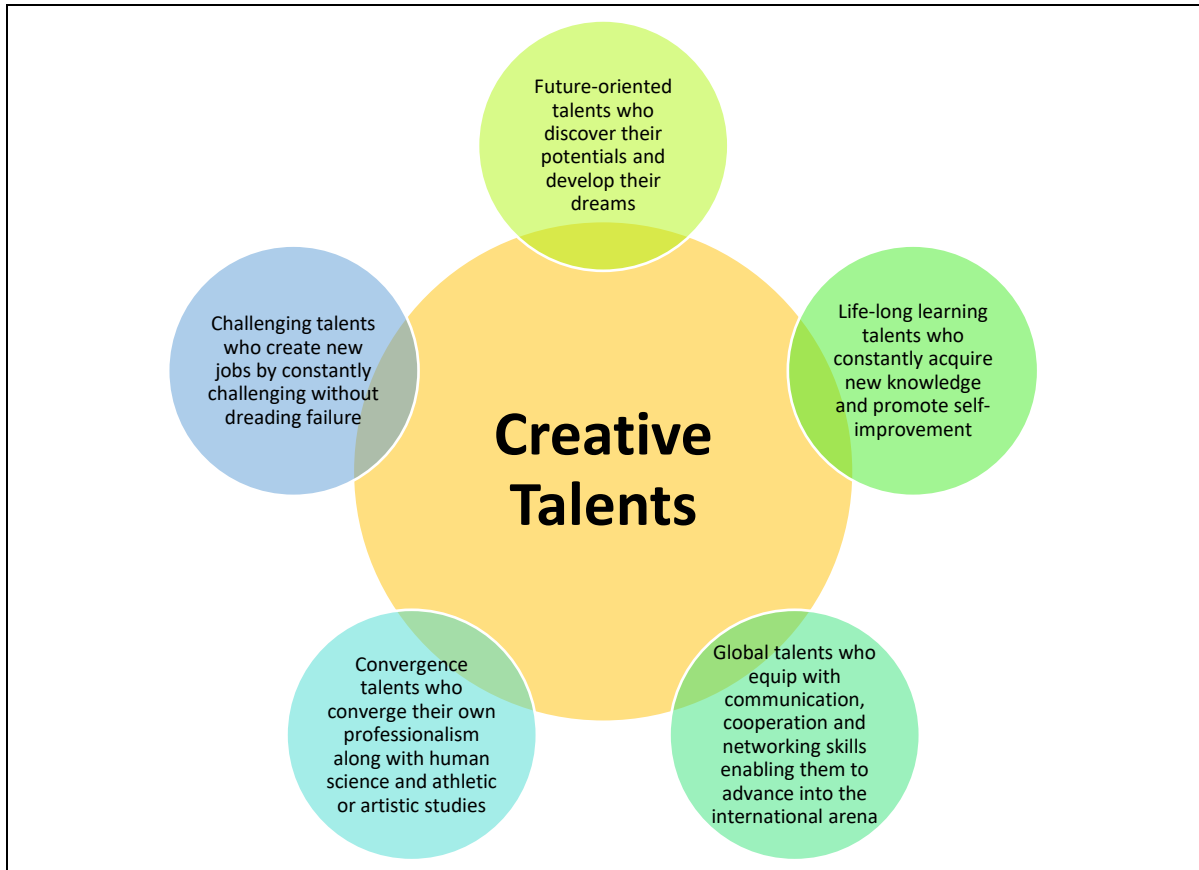 Future-oriented
talents who
discover their
potentials and
develop their
dreams
Life-long learning
talents who
constantly acquire
new knowledge
and promote self-
improvement
Global talents who
equip with
communication,
cooperation and
networking skills
enabling them to
advance into the
international arena
Convergence
talents who
converge their own
professionalism
along with human
science and athletic
or artistic studies
Challenging talents
who create new
jobs by constantly
challenging without
dreading failure
Creative
Talents